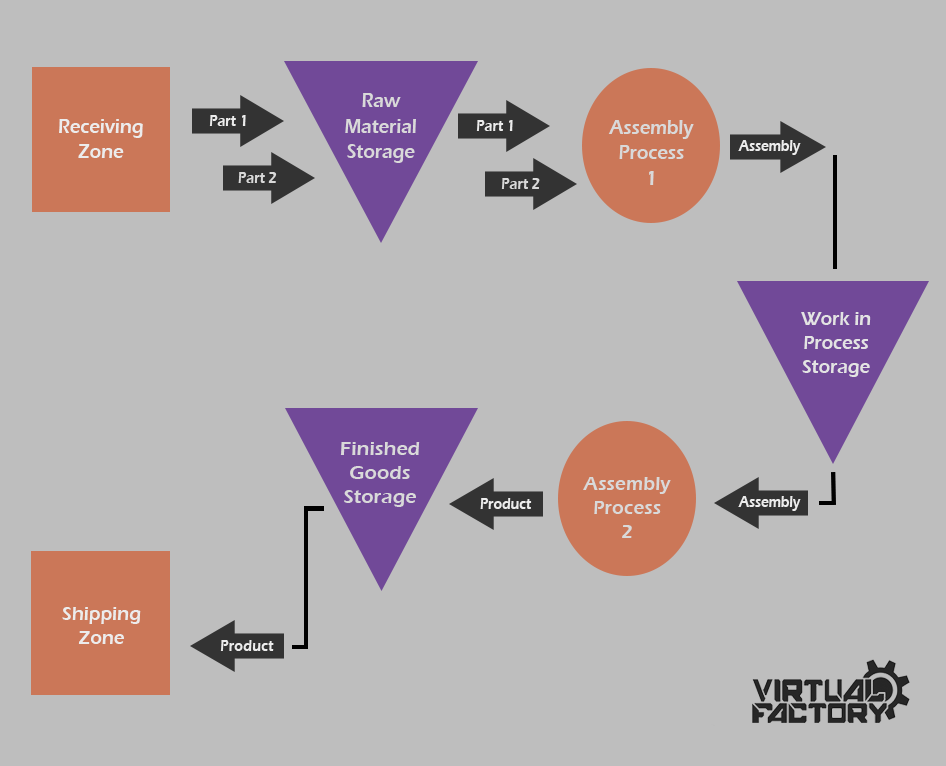 Receiving
Zone
Part 1
Part 2
Raw
Material
Storage
Part 1
Part 2
Assembly
Process
1
Assembly
Work in
Process
Storage
Assembly
Assembly
Process
2
Product
Finished
Goods
Storage
Product
Shipping
Zone
VIRTUAL
FACTORY